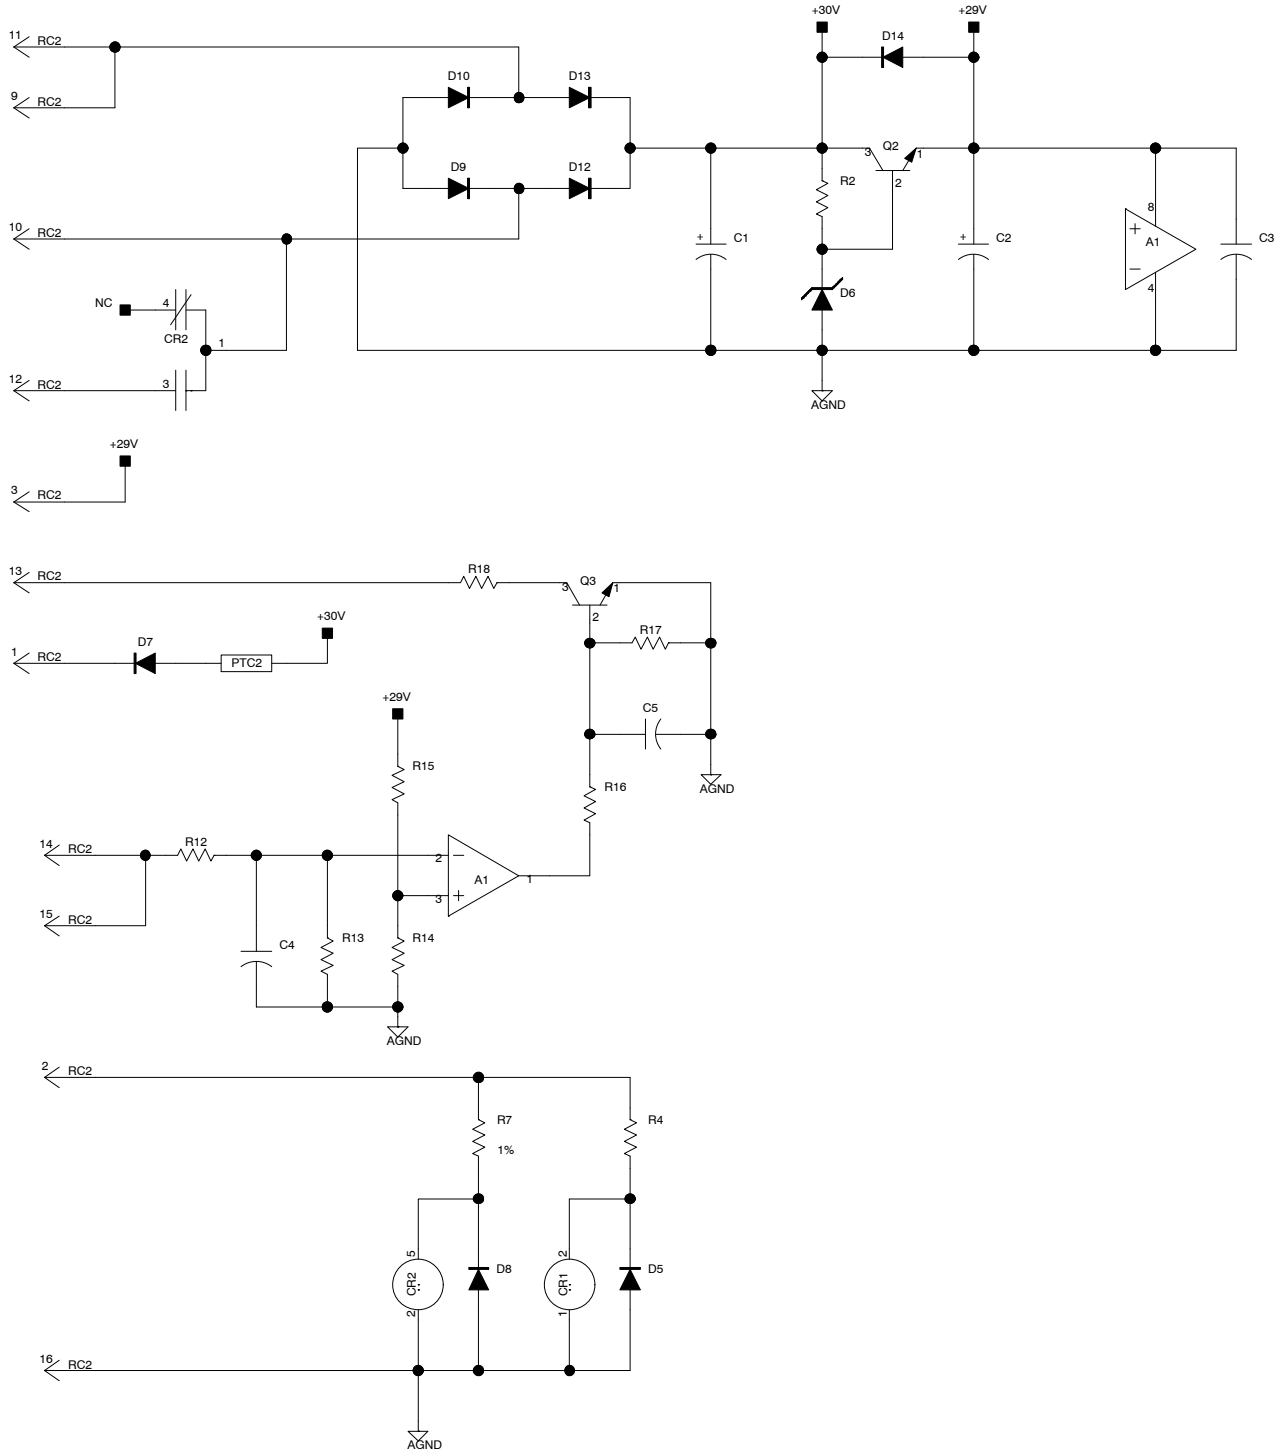 +30V +29V
11 RC2
D14
D10 D13
9 RC2
3 Q2 1
D9 D12 R2 2
8
10 RC2 + C1 + C2 + A1 − C3
D6 4
NC 4
CR2 1
12 RC2 3
AGND
+29V
3 RC2
13 RC2 R18 3 Q3 1
2
+30V
D7 R17
1 RC2 PTC2
+29V
C5
R15
R16 AGND
14 RC2 R12 2 −
A1 1
3 +
15 RC2
C4 R13 R14
AGND
2 RC2
R7 R4
1%
5 2
CR2 D8 CR1 D5
2 1
16 RC2
AGND